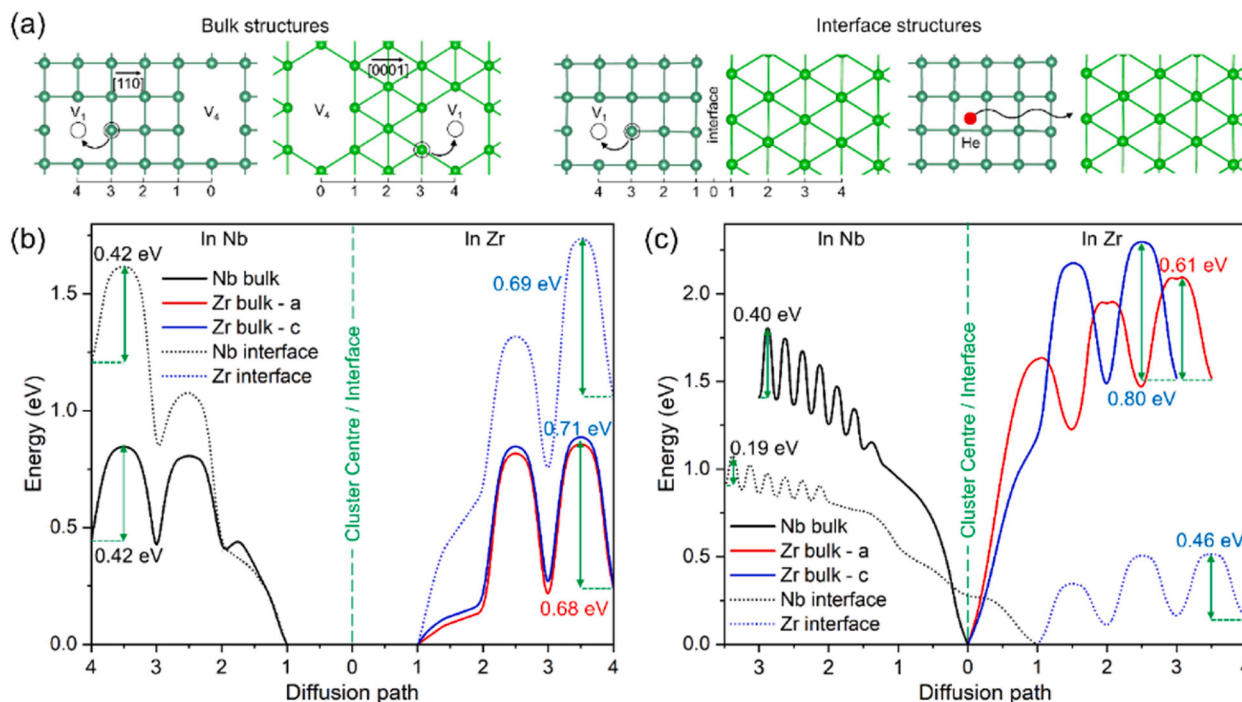 (a)
Bulk structures
Interface structures
[110]
[0001]
V1
V4
V4
V1
V1
interface
He
4 3 2 1 0
0 1 2 3 4
4 3 2 1 0 1 2 3 4
(b)
In Nb
In Zr
0.42 eV
Nb bulk
Zr bulk - a
Zr bulk - c
Nb interface
Zr interface
0.69 eV
0.71 eV
0.68 eV
0.42 eV
Cluster Centre / Interface
Energy (eV)
1.5
1.0
0.5
0.0
4 3 2 1 0 1 2 3 4
Diffusion path
(c)
In Nb
In Zr
0.40 eV
0.19 eV
0.61 eV
0.80 eV
0.46 eV
Nb bulk
Zr bulk - a
Zr bulk - c
Nb interface
Zr interface
Cluster Centre / Interface
Energy (eV)
2.0
1.5
1.0
0.5
0.0
3 2 1 0 1 2 3 4
Diffusion path